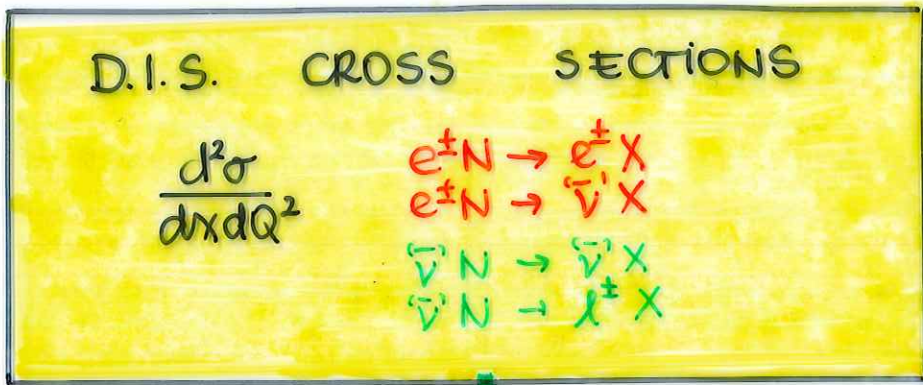 D.I.S. CROSS SECTIONS
d²σ
dxdQ²
e±N → e±X
e±N → (ν̄) X
(ν̄) N → (ν̄) X
(ν̄) N → l± X